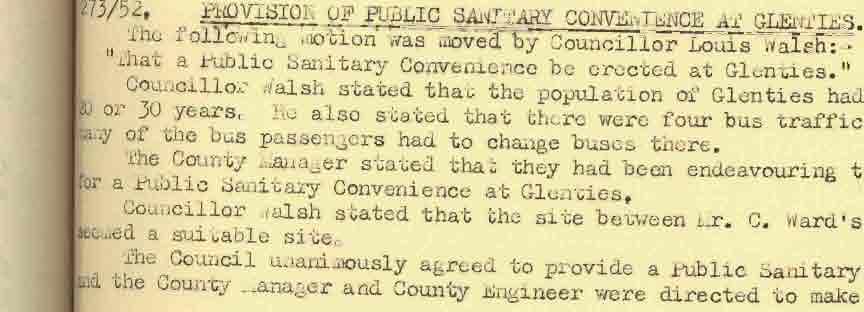 273/52. PROVISION OF PUBLIC SANITARY CONVENIENCE AT GLENTIES.
The following motion was moved by Councillor Louis Walsh:-
"That a Public Sanitary Convenience be erected at Glenties."
Councillor Walsh stated that the population of Glenties had
20 or 30 years. He also stated that there were four bus traffic
many of the bus passengers had to change buses there.
The County Manager stated that they had been endeavouring t
for a Public Sanitary Convenience at Glenties.
Councillor Walsh stated that the site between Mr. C. Ward's
seemed a suitable site.
The Council unanimously agreed to provide a Public Sanitary
and the County Manager and County Engineer were directed to make